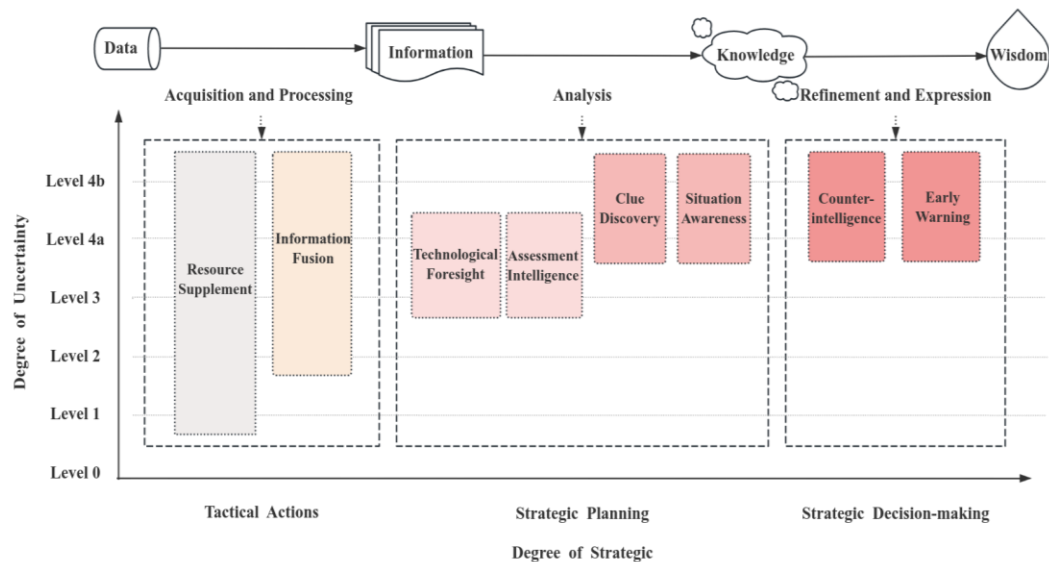 Data
Information
Knowledge
Wisdom
Acquisition and Processing
Analysis
Refinement and Expression
Degree of Uncertainty
Level 4b
Level 4a
Level 3
Level 2
Level 1
Level 0
Resource
Supplement
Information
Fusion
Technological
Foresight
Assessment
Intelligence
Clue
Discovery
Situation
Awareness
Counter-
intelligence
Early
Warning
Tactical Actions
Strategic Planning
Strategic Decision-making
Degree of Strategic